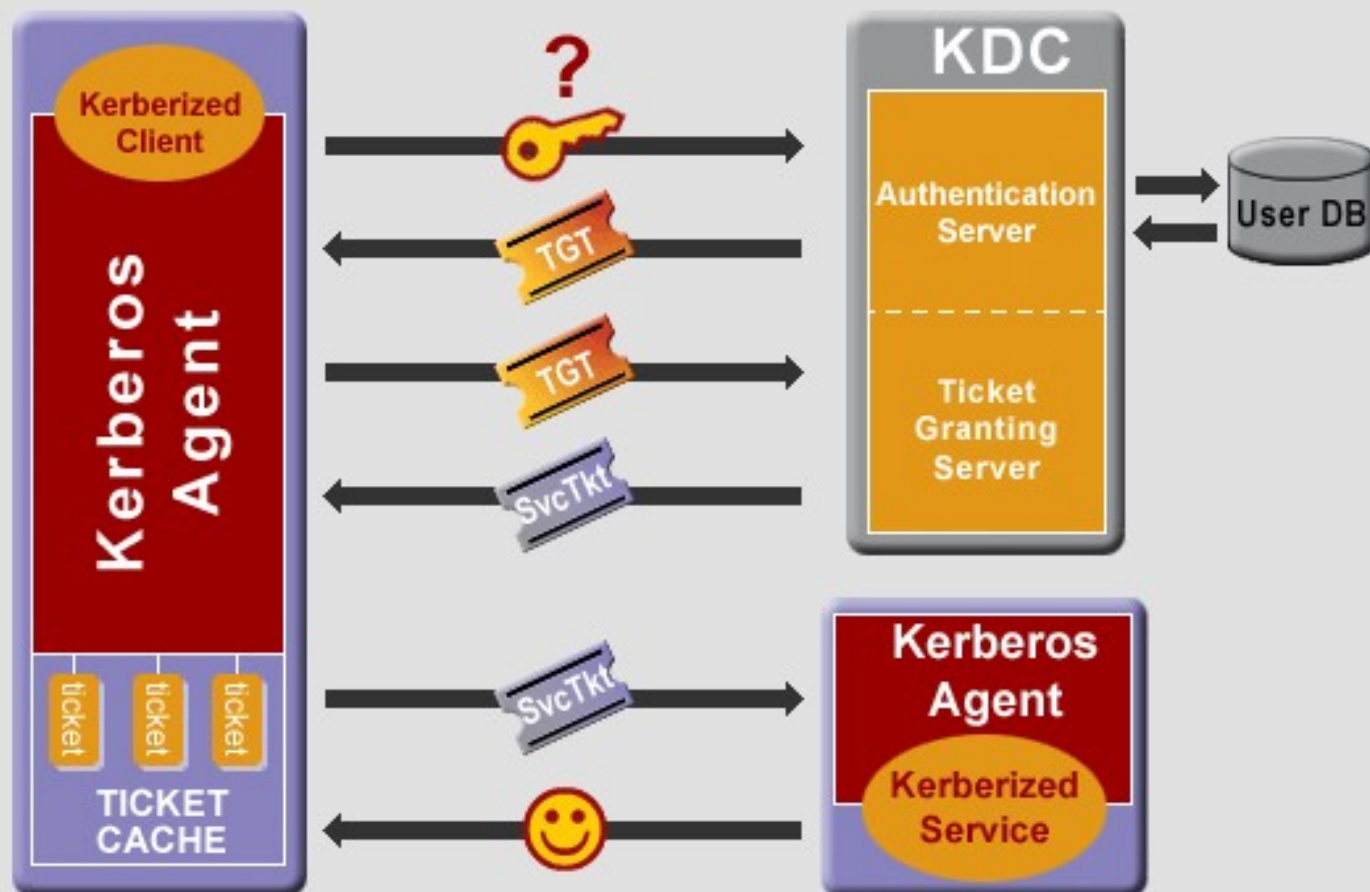 Kerberized
Client
Kerberos
Agent
ticket
ticket
ticket
TICKET
CACHE
?
TGT
TGT
SvcTkt
SvcTkt
KDC
Authentication
Server
Ticket
Granting
Server
User DB
Kerberos
Agent
Kerberized
Service